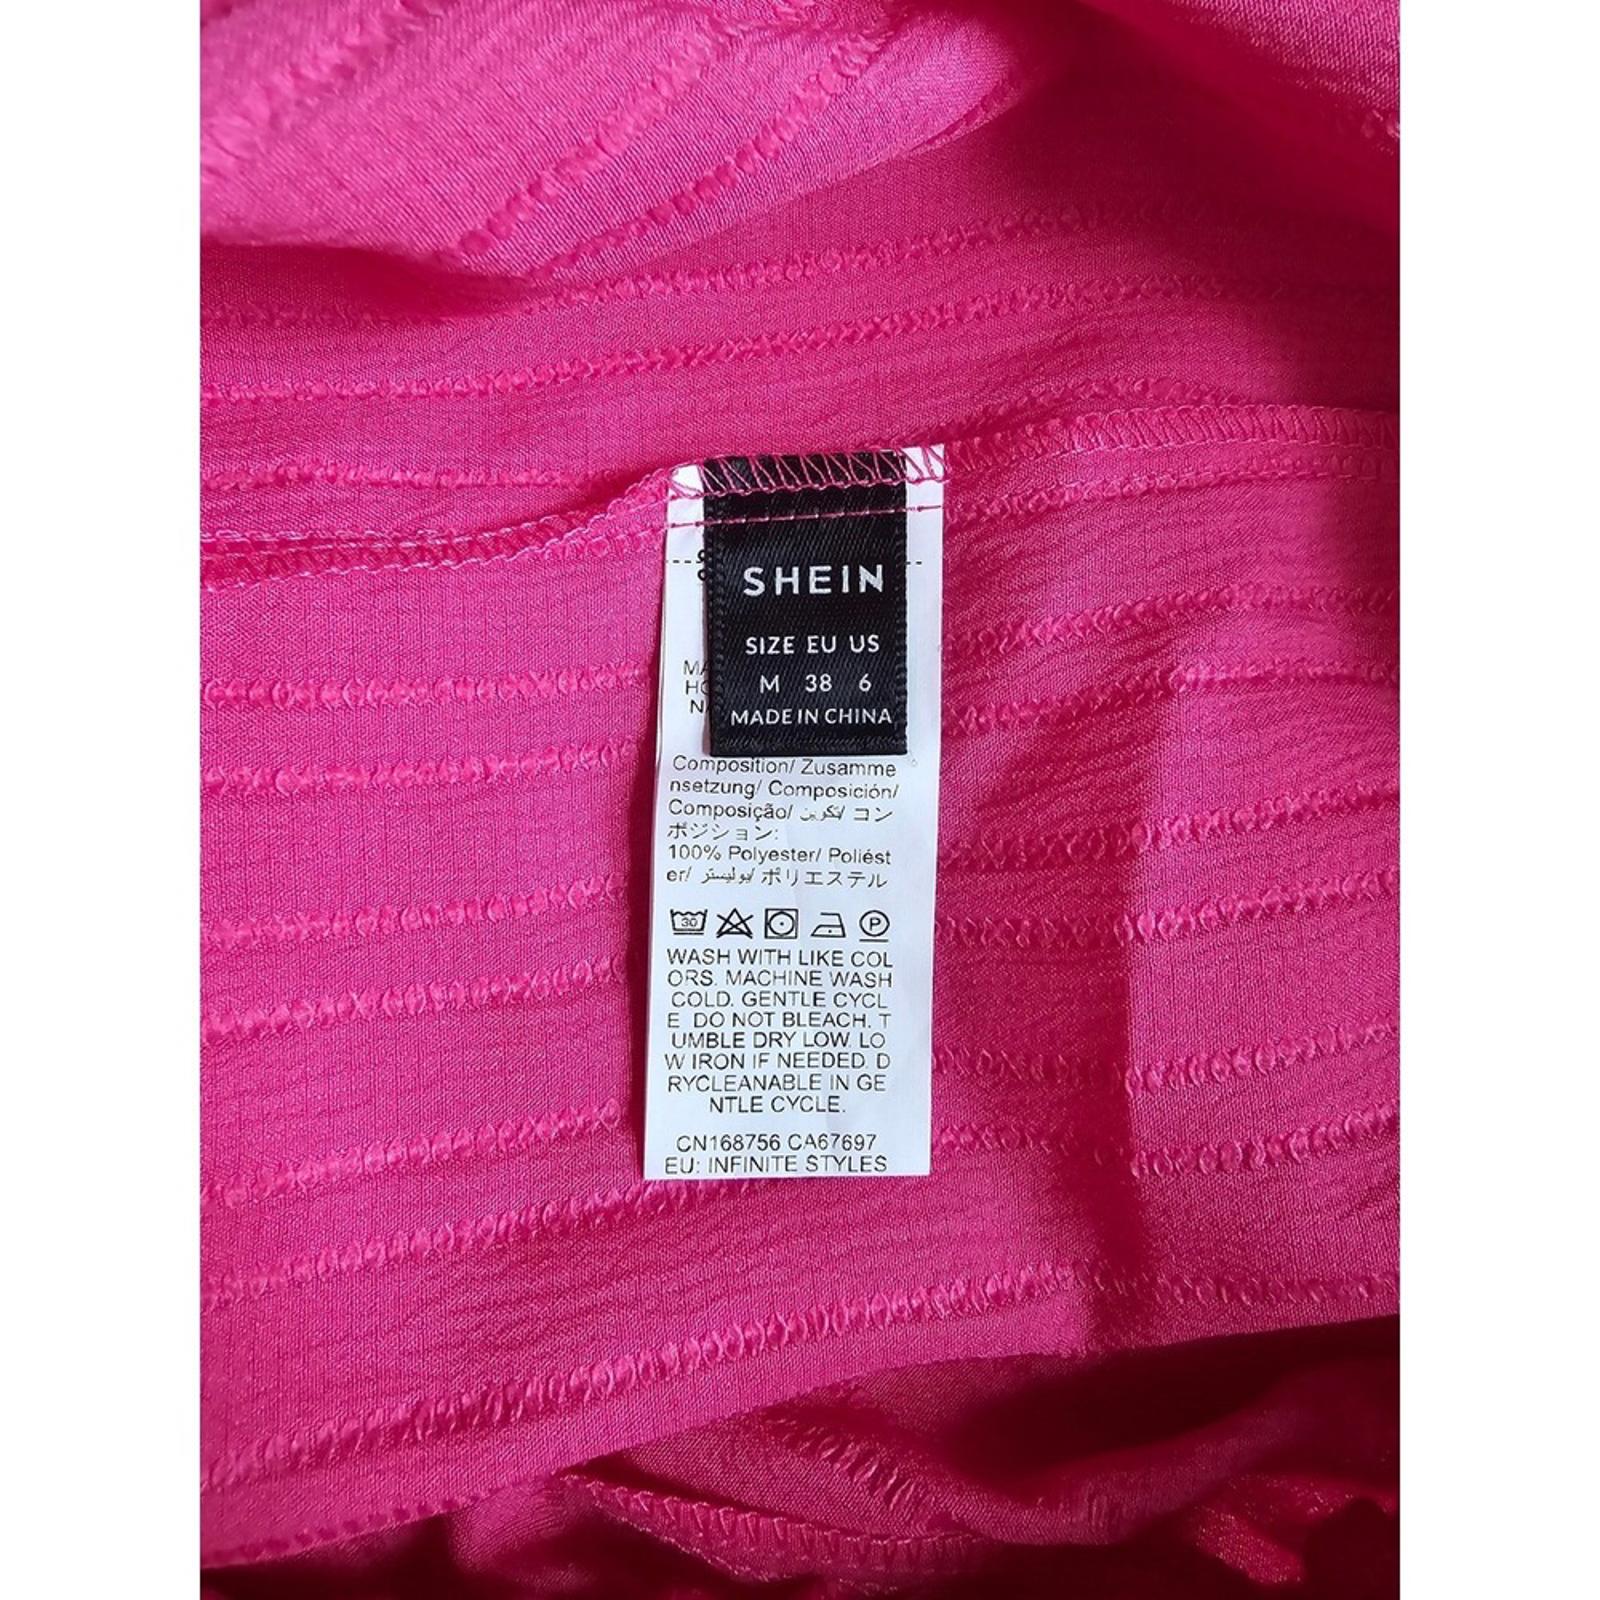 SHEIN
SIZE EU US
M 38 6
MADE IN CHINA
Composition/ Zusamme
nsetzung/ Composición/
Composição/ تكوين/ コン
ポジション:
100% Polyester/ Poliést
er/ بوليستر/ ポリエステル
30 P
WASH WITH LIKE COL
ORS. MACHINE WASH
COLD. GENTLE CYCL
E DO NOT BLEACH. T
UMBLE DRY LOW. LO
W IRON IF NEEDED. D
RYCLEANABLE IN GE
NTLE CYCLE.
CN168756 CA67697
EU: INFINITE STYLES